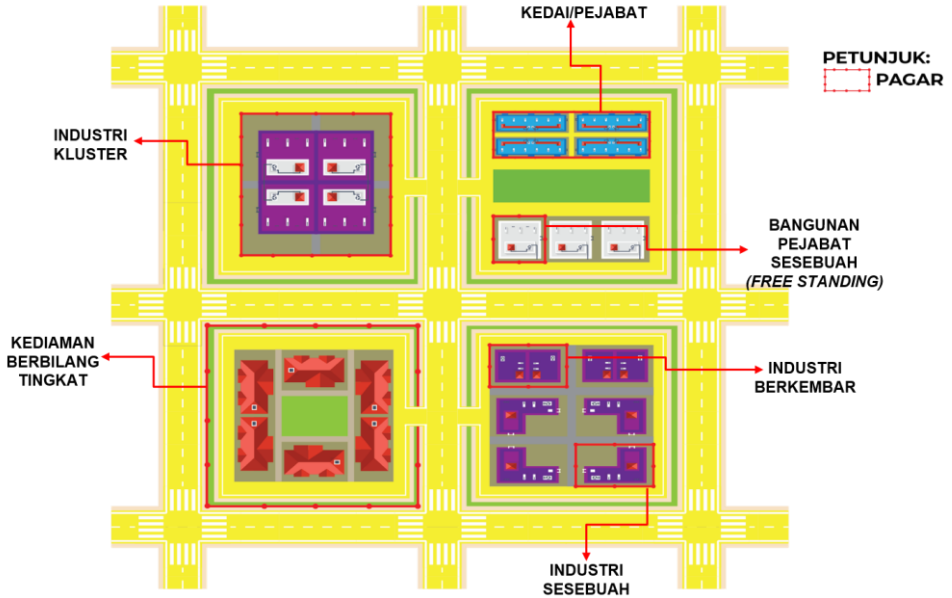 KEDAI/PEJABAT
PETUNJUK:
PAGAR
INDUSTRI
KLUSTER
BANGUNAN
PEJABAT
SESEBUAH
(FREE STANDING)
KEDIAMAN
BERBILANG
TINGKAT
INDUSTRI
BERKEMBAR
INDUSTRI
SESEBUAH